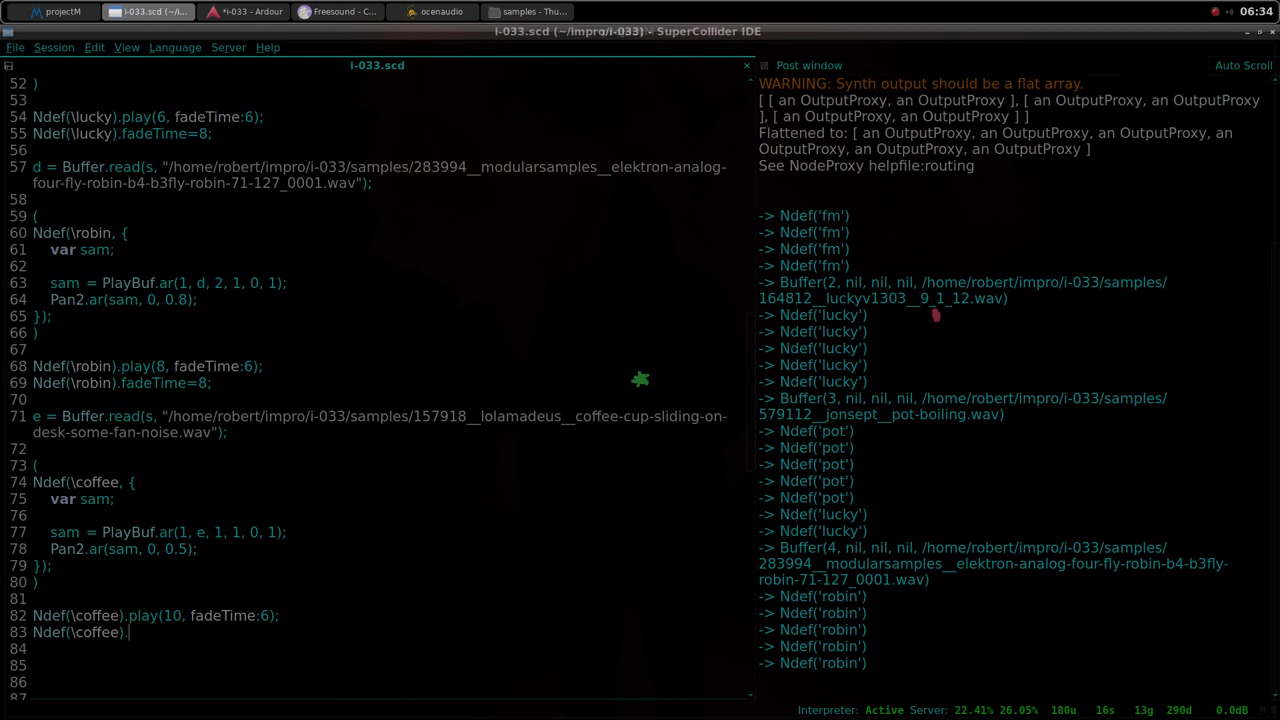 projectM
i-033.scd (~/i...
*i-033 - Ardour
Freesound - C...
ocenaudio
samples - Thu...
06:34
i-033.scd (~/impro/i-033) - SuperCollider IDE
File Session Edit View Language Server Help
i-033.scd
52 )
53
54 Ndef(\lucky).play(6, fadeTime:6);
55 Ndef(\lucky).fadeTime=8;
56
57 d = Buffer.read(s, "/home/robert/impro/i-033/samples/283994__modularsamples__elektron-analog-
four-fly-robin-b4-b3fly-robin-71-127_0001.wav");
58
59 (
60 Ndef(\robin, {
61 var sam;
62
63 sam = PlayBuf.ar(1, d, 2, 1, 0, 1);
64 Pan2.ar(sam, 0, 0.8);
65 });
66 )
67
68 Ndef(\robin).play(8, fadeTime:6);
69 Ndef(\robin).fadeTime=8;
70
71 e = Buffer.read(s, "/home/robert/impro/i-033/samples/157918__lolamadeus__coffee-cup-sliding-on-
desk-some-fan-noise.wav");
72
73 (
74 Ndef(\coffee, {
75 var sam;
76
77 sam = PlayBuf.ar(1, e, 1, 1, 0, 1);
78 Pan2.ar(sam, 0, 0.5);
79 });
80 )
81
82 Ndef(\coffee).play(10, fadeTime:6);
83 Ndef(\coffee).
84
85
86
87
Post window
Auto Scroll
WARNING: Synth output should be a flat array.
[ [ an OutputProxy, an OutputProxy ], [ an OutputProxy, an OutputProxy
], [ an OutputProxy, an OutputProxy ] ]
Flattened to: [ an OutputProxy, an OutputProxy, an OutputProxy, an
OutputProxy, an OutputProxy, an OutputProxy ]
See NodeProxy helpfile:routing
-> Ndef('fm')
-> Ndef('fm')
-> Ndef('fm')
-> Ndef('fm')
-> Buffer(2, nil, nil, nil, /home/robert/impro/i-033/samples/
164812__luckyv1303__9_1_12.wav)
-> Ndef('lucky')
-> Ndef('lucky')
-> Ndef('lucky')
-> Ndef('lucky')
-> Ndef('lucky')
-> Buffer(3, nil, nil, nil, /home/robert/impro/i-033/samples/
579112__jonsept__pot-boiling.wav)
-> Ndef('pot')
-> Ndef('pot')
-> Ndef('pot')
-> Ndef('pot')
-> Ndef('pot')
-> Ndef('lucky')
-> Ndef('lucky')
-> Buffer(4, nil, nil, nil, /home/robert/impro/i-033/samples/
283994__modularsamples__elektron-analog-four-fly-robin-b4-b3fly-
robin-71-127_0001.wav)
-> Ndef('robin')
-> Ndef('robin')
-> Ndef('robin')
-> Ndef('robin')
-> Ndef('robin')
Interpreter: Active Server: 22.41% 26.05% 180u 16s 13g 290d 0.0dB